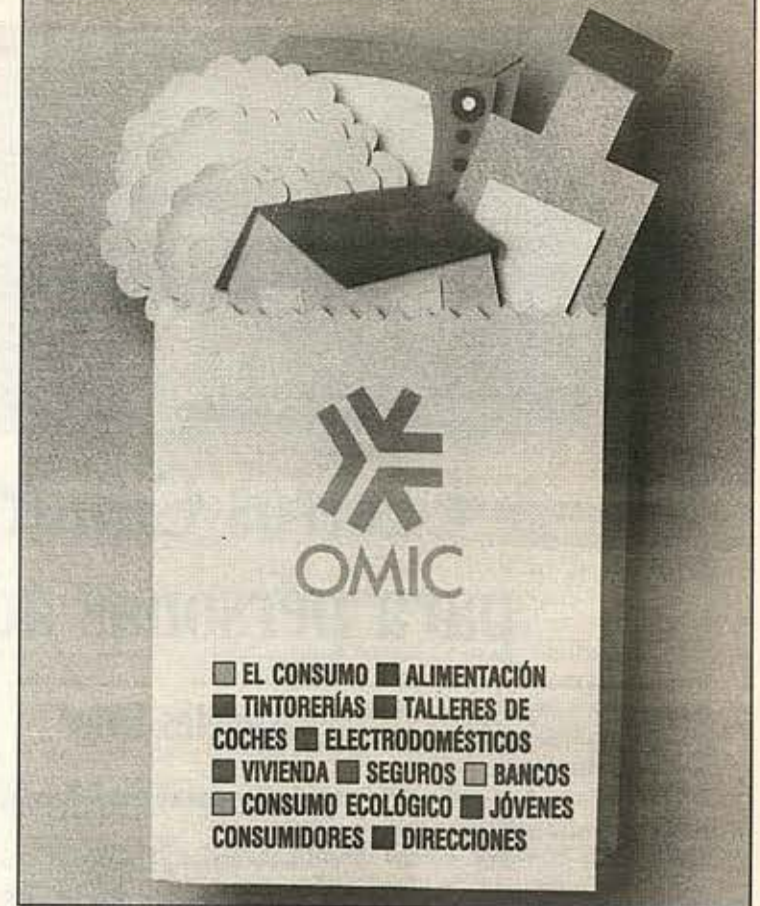 OMIC
EL CONSUMO ALIMENTACIÓN
TINTORERÍAS TALLERES DE
COCHES ELECTRODOMÉSTICOS
VIVIENDA SEGUROS BANCOS
CONSUMO ECOLÓGICO JÓVENES
CONSUMIDORES DIRECCIONES